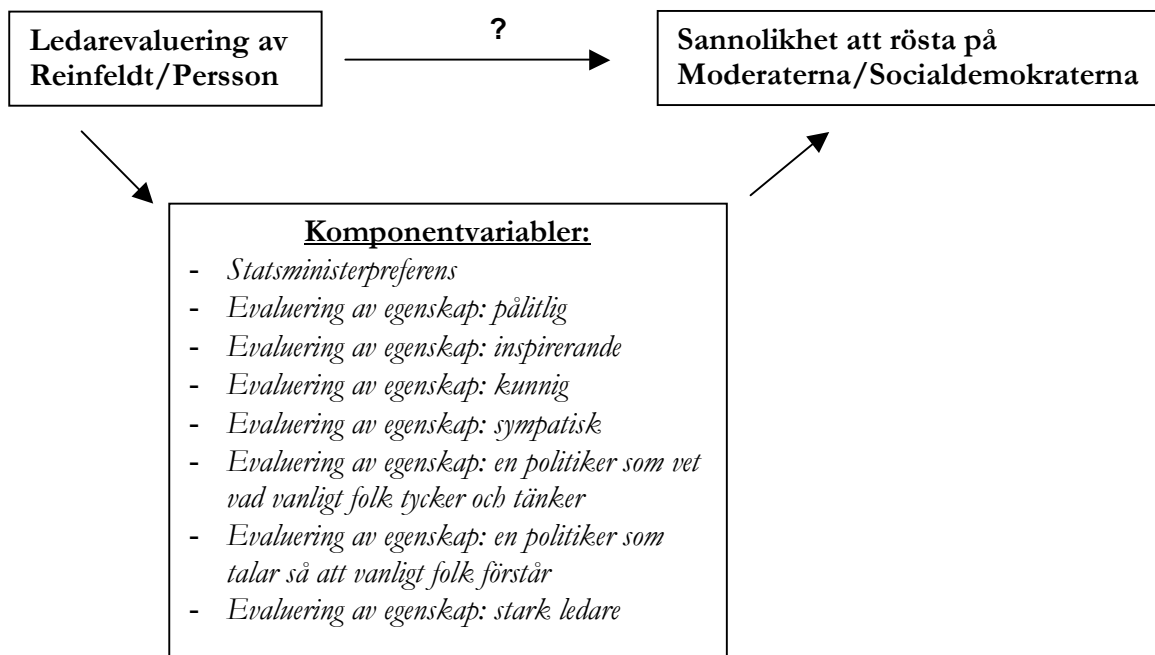 Ledarevaluering av
Reinfeldt/Persson
?
Sannolikhet att rösta på
Moderaterna/Socialdemokraterna
Komponentvariabler:
- Statsministerpreferens
- Evaluering av egenskap: pålitlig
- Evaluering av egenskap: inspirerande
- Evaluering av egenskap: kunnig
- Evaluering av egenskap: sympatisk
- Evaluering av egenskap: en politiker som vet
vad vanligt folk tycker och tänker
- Evaluering av egenskap: en politiker som
talar så att vanligt folk förstår
- Evaluering av egenskap: stark ledare